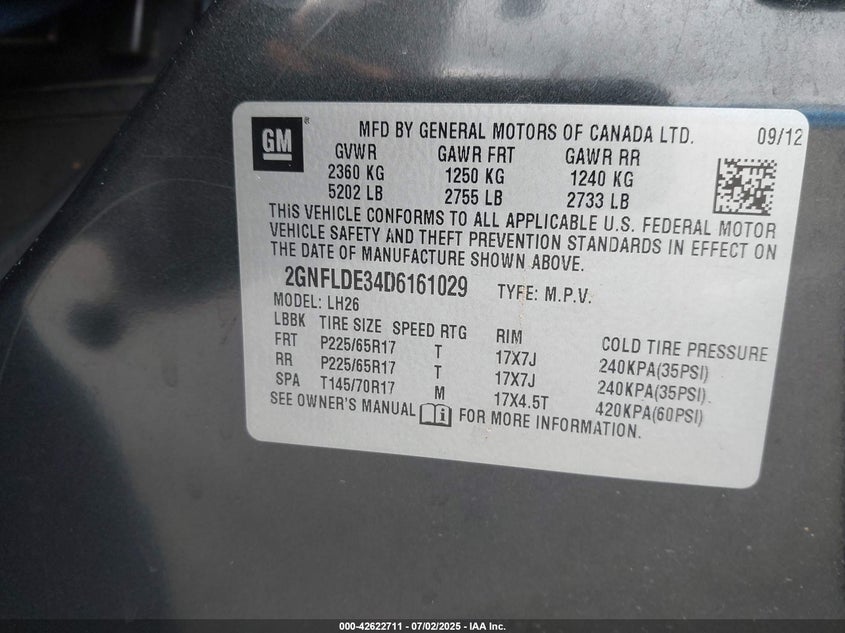 GM ®
MFD BY GENERAL MOTORS OF CANADA LTD. 09/12
GVWR GAWR FRT GAWR RR
2360 KG 1250 KG 1240 KG
5202 LB 2755 LB 2733 LB
THIS VEHICLE CONFORMS TO ALL APPLICABLE U.S. FEDERAL MOTOR
VEHICLE SAFETY AND THEFT PREVENTION STANDARDS IN EFFECT ON
THE DATE OF MANUFACTURE SHOWN ABOVE.
2GNFLDE34D6161029 TYPE: M.P.V.
MODEL: LH26
LBBK TIRE SIZE SPEED RTG RIM COLD TIRE PRESSURE
FRT P225/65R17 T 17X7J 240KPA(35PSI)
RR P225/65R17 T 17X7J 240KPA(35PSI).
SPA T145/70R17 M 17X4.5T 420KPA(60PSI)
SEE OWNER'S MANUAL FOR MORE INFORMATION.
000-42622711 - 07/02/2025 - IAA Inc.